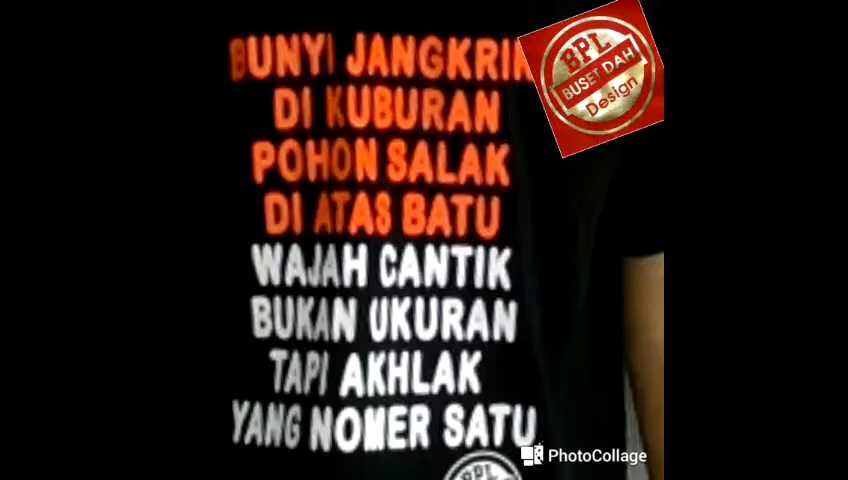 BUNYI JANGKRIK
DI KUBURAN
POHON SALAK
DI ATAS BATU
WAJAH CANTIK
BUKAN UKURAN
TAPI AKHLAK
YANG NOMER SATU
BPL
BUSET DAH
Design
BPL
PhotoCollage